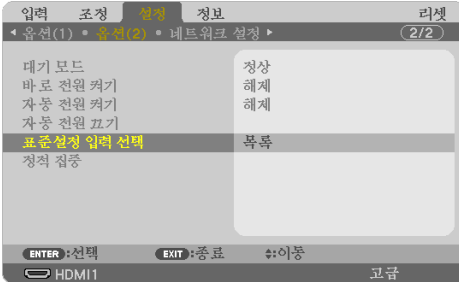 입력 조정 설정 정보 리셋
옵션(1) • 옵션(2) • 네트워크 설정 2/2
대기 모드 정상
바로 전원 켜기 해제
자동 전원 켜기 해제
자동 전원 끄기
표준설정 입력 선택 목록
정적 집중
ENTER :선택 EXIT :종료 :이동
HDMI1 고급